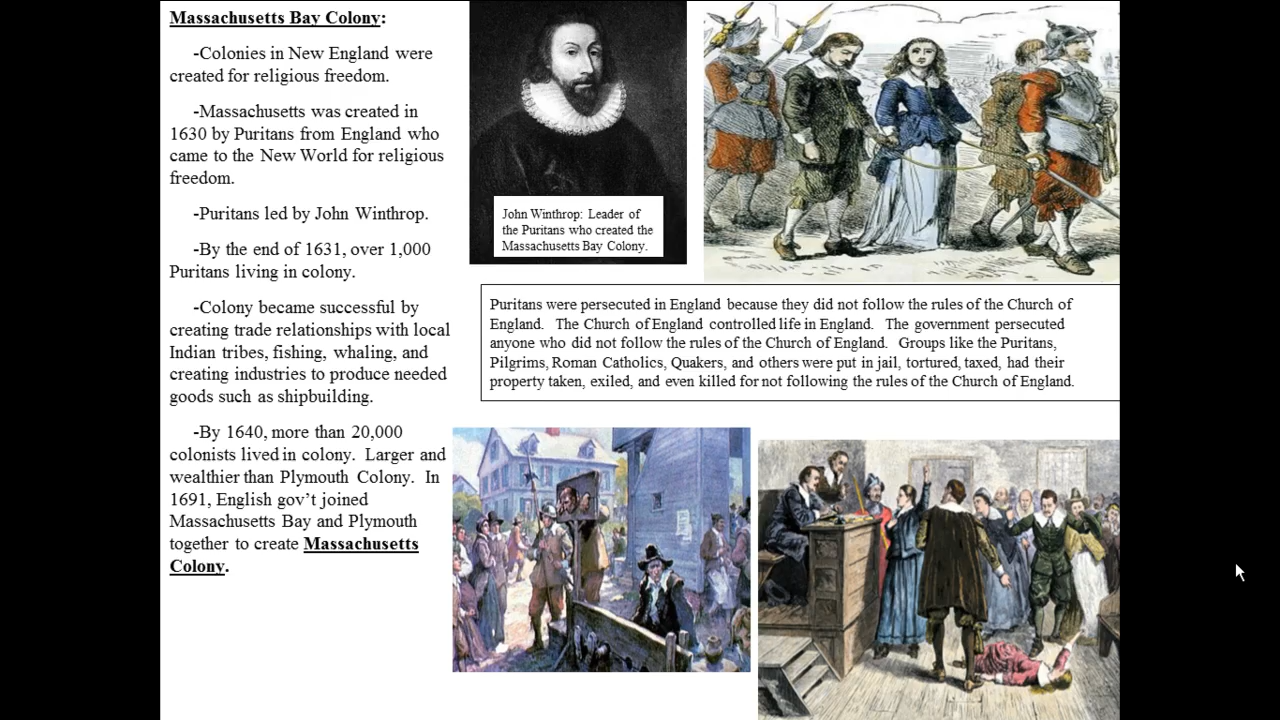 Massachusetts Bay Colony:
-Colonies in New England were
created for religious freedom.
-Massachusetts was created in
1630 by Puritans from England who
came to the New World for religious
freedom.
-Puritans led by John Winthrop.
-By the end of 1631, over 1,000
Puritans living in colony.
-Colony became successful by
creating trade relationships with local
Indian tribes, fishing, whaling, and
creating industries to produce needed
goods such as shipbuilding.
-By 1640, more than 20,000
colonists lived in colony. Larger and
wealthier than Plymouth Colony. In
1691, English gov't joined
Massachusetts Bay and Plymouth
together to create Massachusetts
Colony.
John Winthrop: Leader of
the Puritans who created the
Massachusetts Bay Colony.
Puritans were persecuted in England because they did not follow the rules of the Church of
England. The Church of England controlled life in England. The government persecuted
anyone who did not follow the rules of the Church of England. Groups like the Puritans,
Pilgrims, Roman Catholics, Quakers, and others were put in jail, tortured, taxed, had their
property taken, exiled, and even killed for not following the rules of the Church of England.